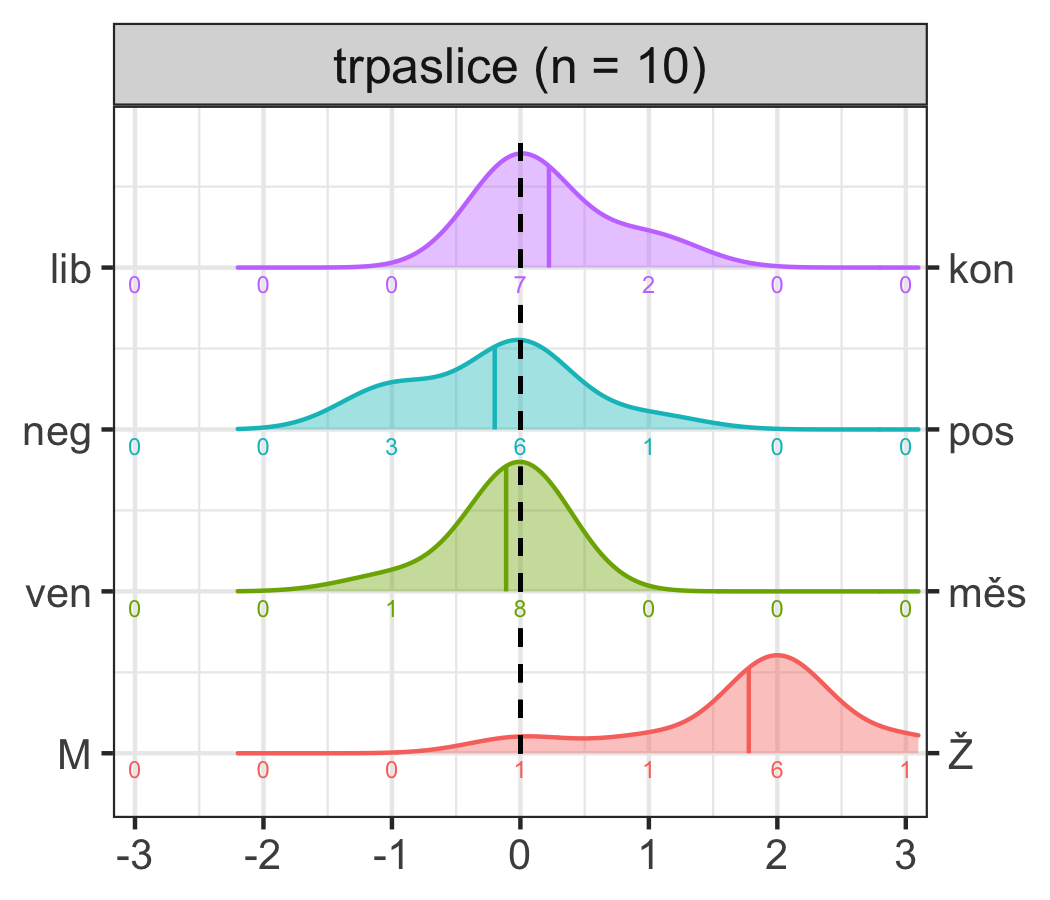 trpaslice (n = 10)
lib kon
0 0 0 7 2 0 0
neg pos
0 0 3 6 1 0 0
ven měs
0 0 1 8 0 0 0
M Ž
0 0 0 1 1 6 1
-3 -2 -1 0 1 2 3